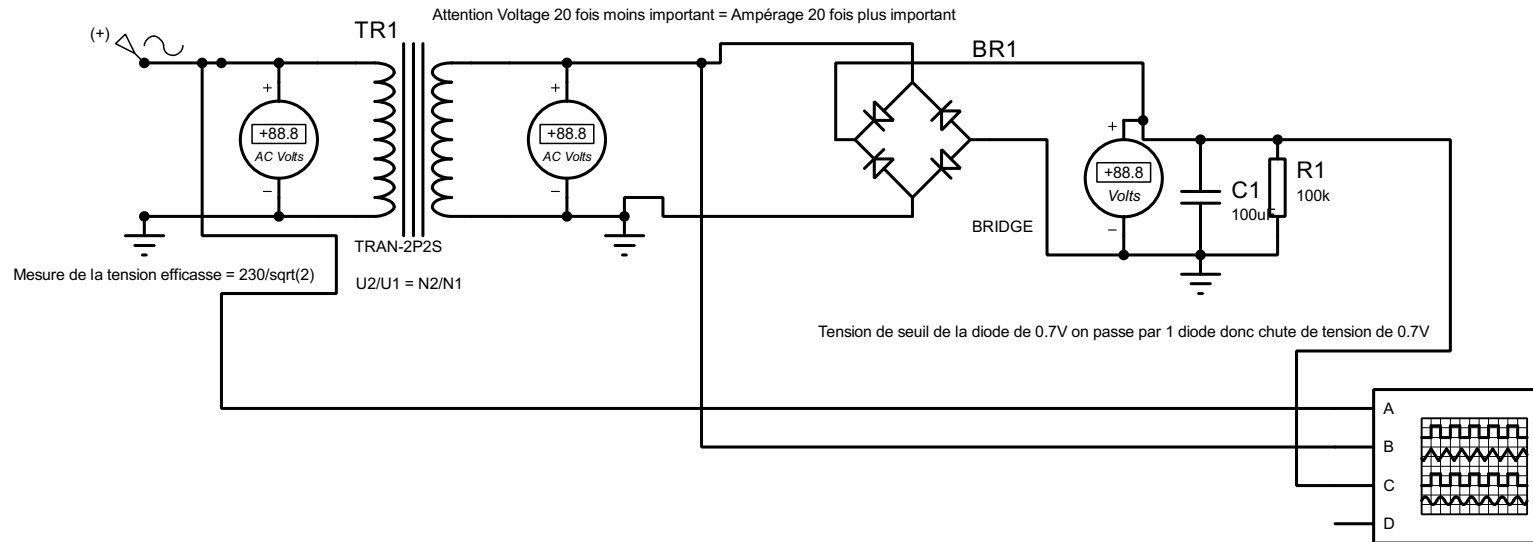 Attention Voltage 20 fois moins important = Ampérage 20 fois plus important
(+)
TR1
BR1
+
+88.8
AC Volts
−
+
+88.8
AC Volts
−
+
+88.8
Volts
−
C1
100uF
R1
100k
BRIDGE
TRAN-2P2S
Mesure de la tension efficasse = 230/sqrt(2)
U2/U1 = N2/N1
Tension de seuil de la diode de 0.7V on passe par 1 diode donc chute de tension de 0.7V
A
B
C
D